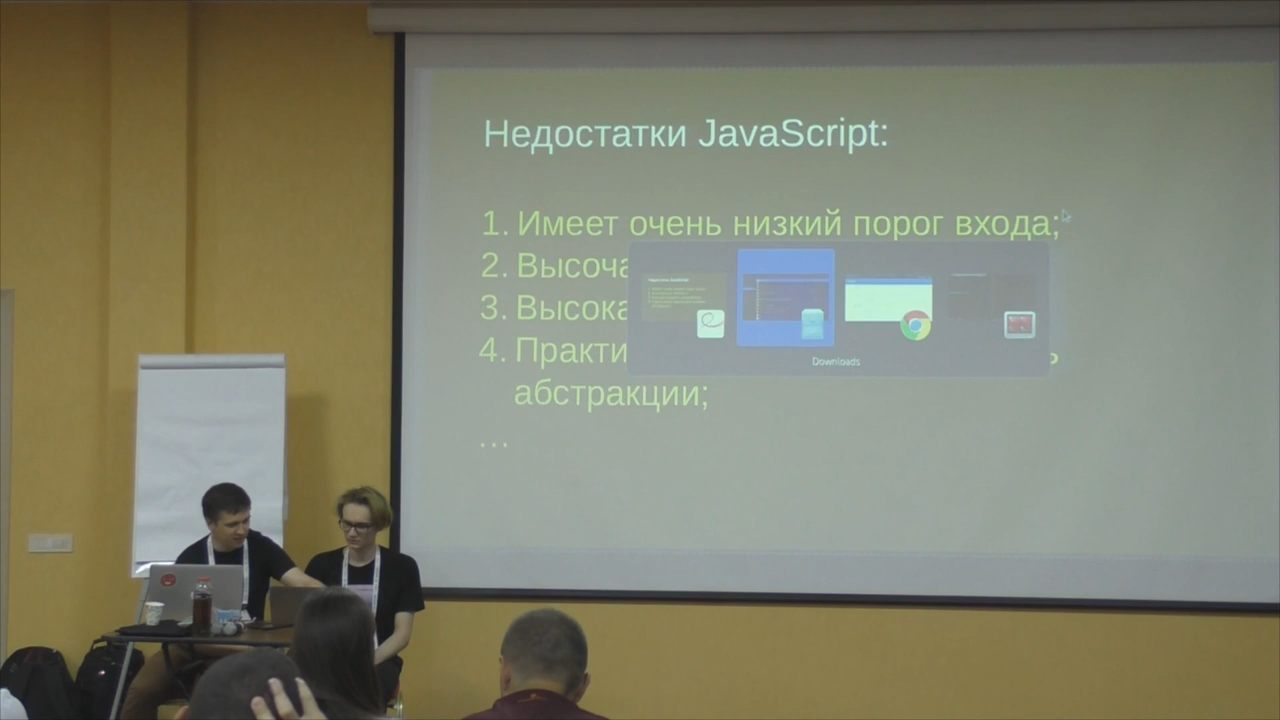 Недостатки JavaScript:
1. Имеет очень низкий порог входа;
2. Высоча
3. Высока
4. Практи ь
абстракции;
...
Downloads